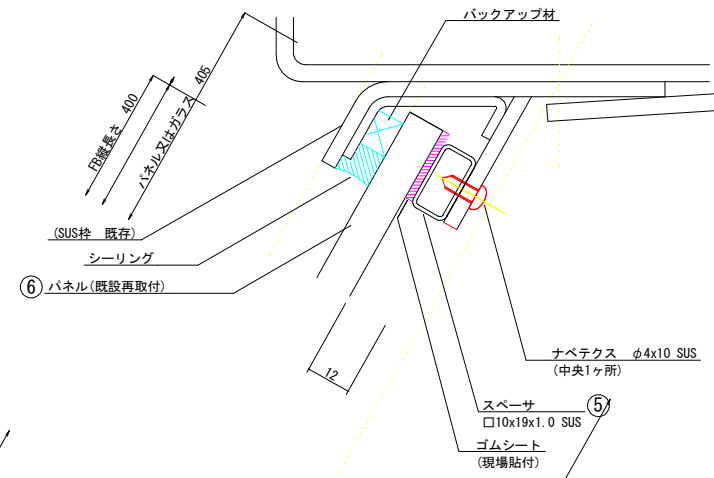 バックアップ材
FB縦長さ 400
パネル又はガラス 405
(SUS枠 既存)
シーリング
⑥ パネル(既設再取付)
12
ナベテクス φ4x10 SUS
(中央1ヶ所)
スペーサ ⑤
□10x19x1.0 SUS
ゴムシート
(現場貼付)